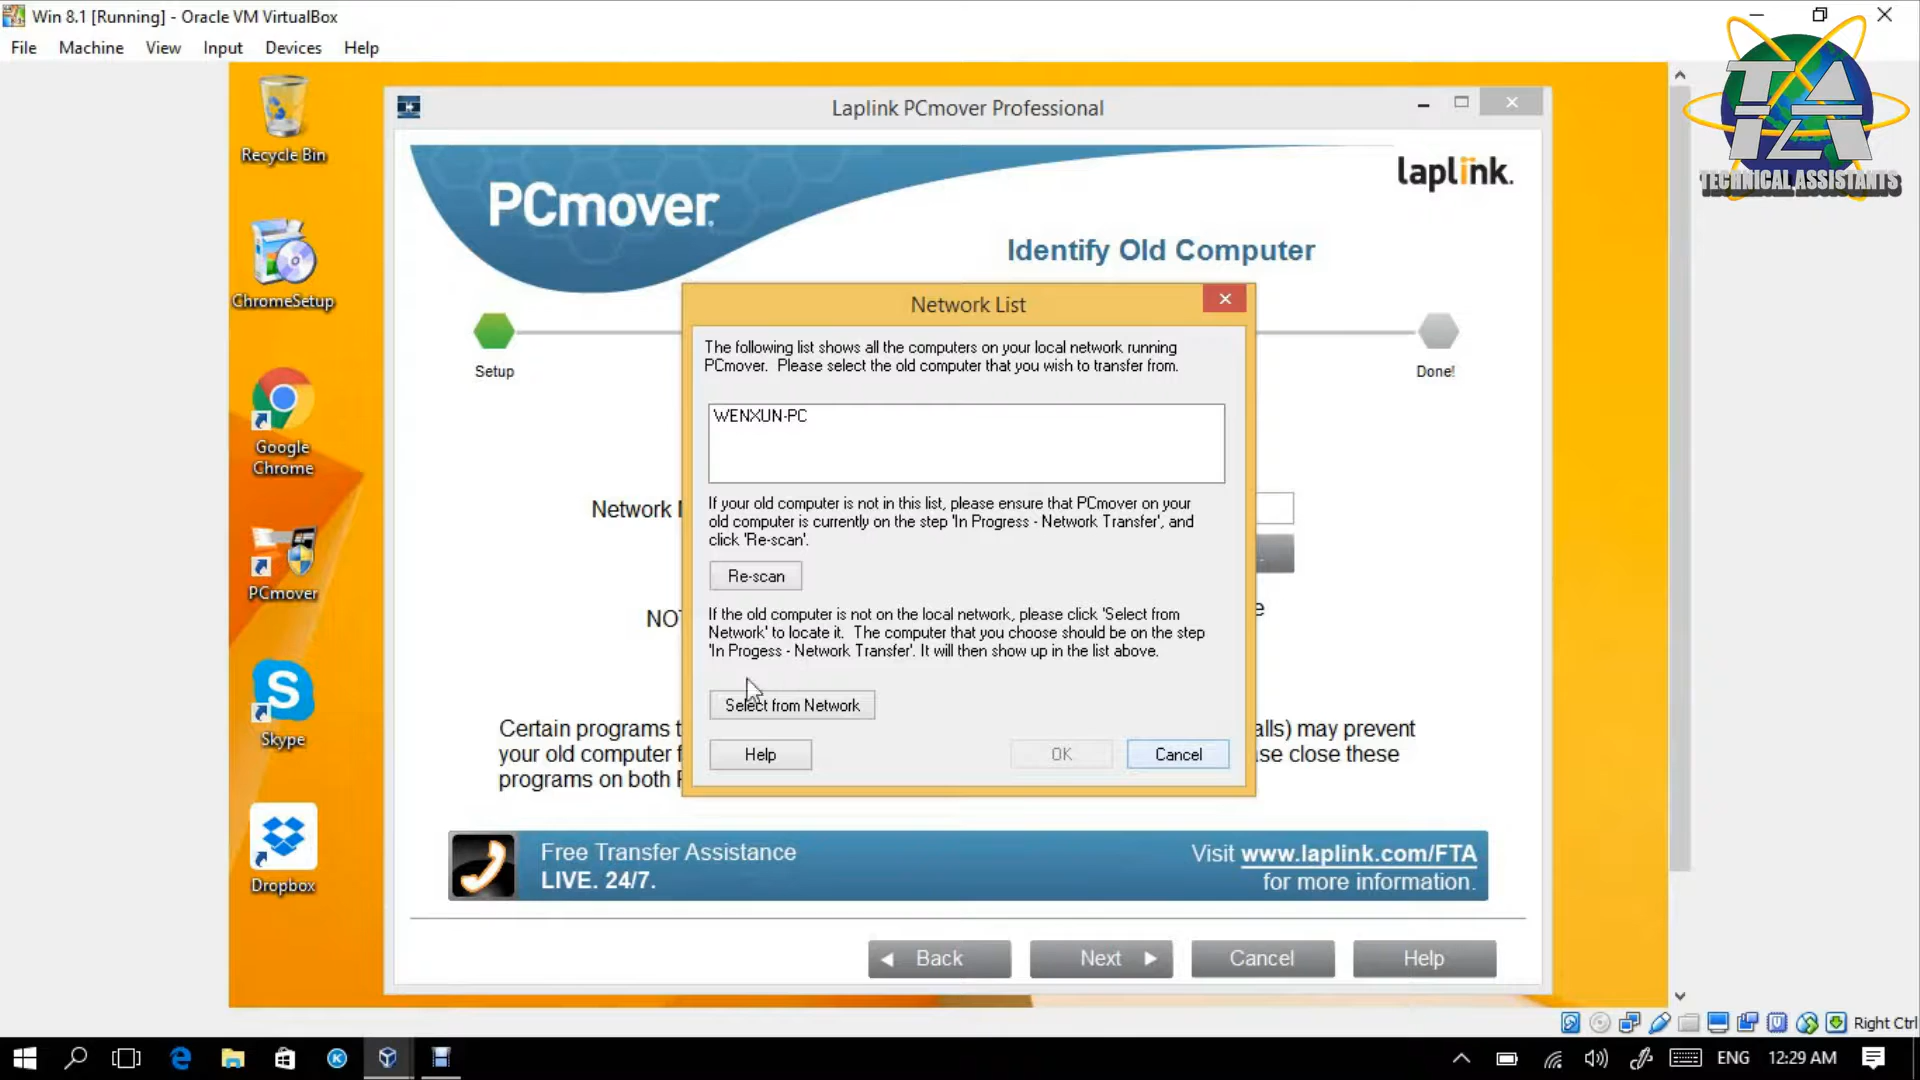 Win 8.1 [Running] - Oracle VM VirtualBox
File Machine View Input Devices Help
TA
TECHNICAL ASSISTANTS
Recycle Bin
ChromeSetup
Google
Chrome
PCmover
Skype
Dropbox
Laplink PCmover Professional
PCmover
laplink.
Identify Old Computer
Setup
Done!
Network
NOT
e
Certain programs t
alls) may prevent
your old computer f
se close these
programs on both P
Network List
The following list shows all the computers on your local network running
PCmover. Please select the old computer that you wish to transfer from.
WENXUN-PC
If your old computer is not in this list, please ensure that PCmover on your
old computer is currently on the step 'In Progress - Network Transfer', and
click 'Re-scan'.
Re-scan
If the old computer is not on the local network, please click 'Select from
Network' to locate it. The computer that you choose should be on the step
'In Progess - Network Transfer'. It will then show up in the list above.
Select from Network
Help OK Cancel
Free Transfer Assistance
LIVE. 24/7.
Visit www.laplink.com/FTA
for more information.
Back Next Cancel Help
Right Ctrl
ENG 12:29 AM